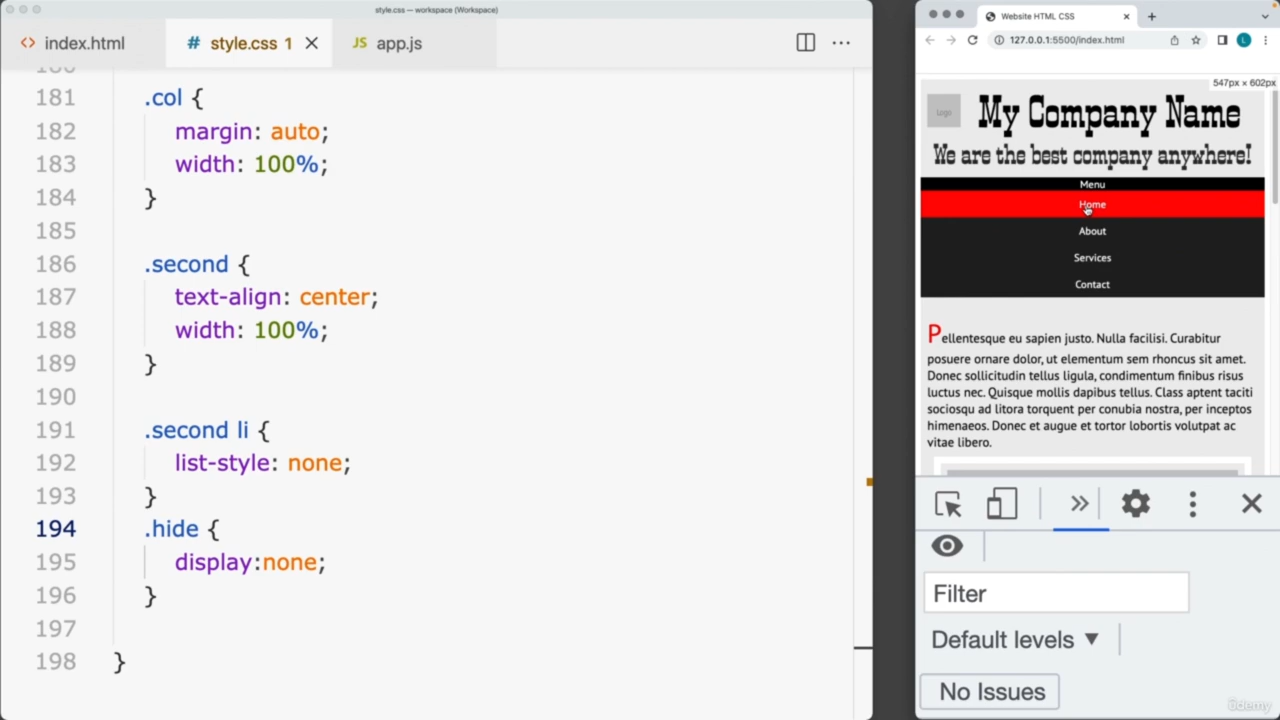 style.css — workspace (Workspace)
<> index.html
# style.css 1
JS app.js
180
181 .col {
182 margin: auto;
183 width: 100%;
184 }
185
186 .second {
187 text-align: center;
188 width: 100%;
189 }
190
191 .second li {
192 list-style: none;
193 }
194 .hide {
195 display:none;
196 }
197
198 }
Website HTML CSS
127.0.0.1:5500/index.html
L
547px × 602px
Logo
My Company Name
We are the best company anywhere!
Menu
Home
About
Services
Contact
Pellentesque eu sapien justo. Nulla facilisi. Curabitur
posuere ornare dolor, ut elementum sem rhoncus sit amet.
Donec sollicitudin tellus ligula, condimentum finibus risus
luctus nec. Quisque mollis dapibus tellus. Class aptent taciti
sociosqu ad litora torquent per conubia nostra, per inceptos
himenaeos. Donec et augue et tortor lobortis volutpat ac
vitae libero.
Filter
Default levels ▼
No Issues
ûdemy